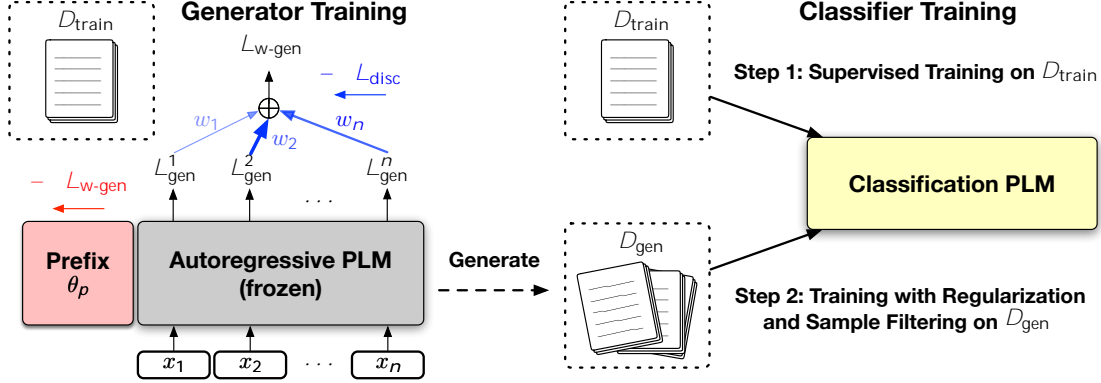 Generator Training
D_train
L_w-gen
− L_disc
w_1
w_2
w_n
L^1_gen
L^2_gen
L^n_gen
. . .
− L_w-gen
Prefix
θ_p
Autoregressive PLM
(frozen)
x_1
x_2
. . .
x_n
Generate
Classifier Training
D_train
Step 1: Supervised Training on D_train
Classification PLM
D_gen
Step 2: Training with Regularization
and Sample Filtering on D_gen